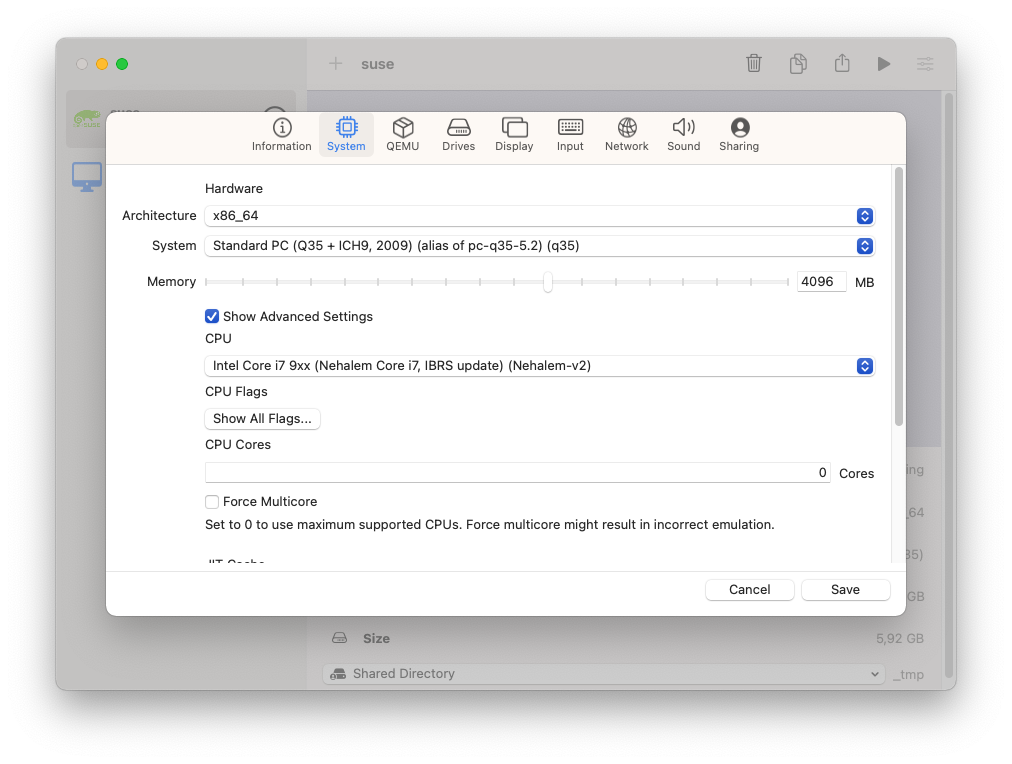 suse
SUSE
Information
System
QEMU
Drives
Display
Input
Network
Sound
Sharing
Hardware
Architecture x86_64
System Standard PC (Q35 + ICH9, 2009) (alias of pc-q35-5.2) (q35)
Memory 4096 MB
Show Advanced Settings
CPU
Intel Core i7 9xx (Nehalem Core i7, IBRS update) (Nehalem-v2)
CPU Flags
Show All Flags...
CPU Cores
0 Cores
Force Multicore
Set to 0 to use maximum supported CPUs. Force multicore might result in incorrect emulation.
JIT Cache
Cancel
Save
ing
_64
35)
GB
Size 5,92 GB
Shared Directory _tmp